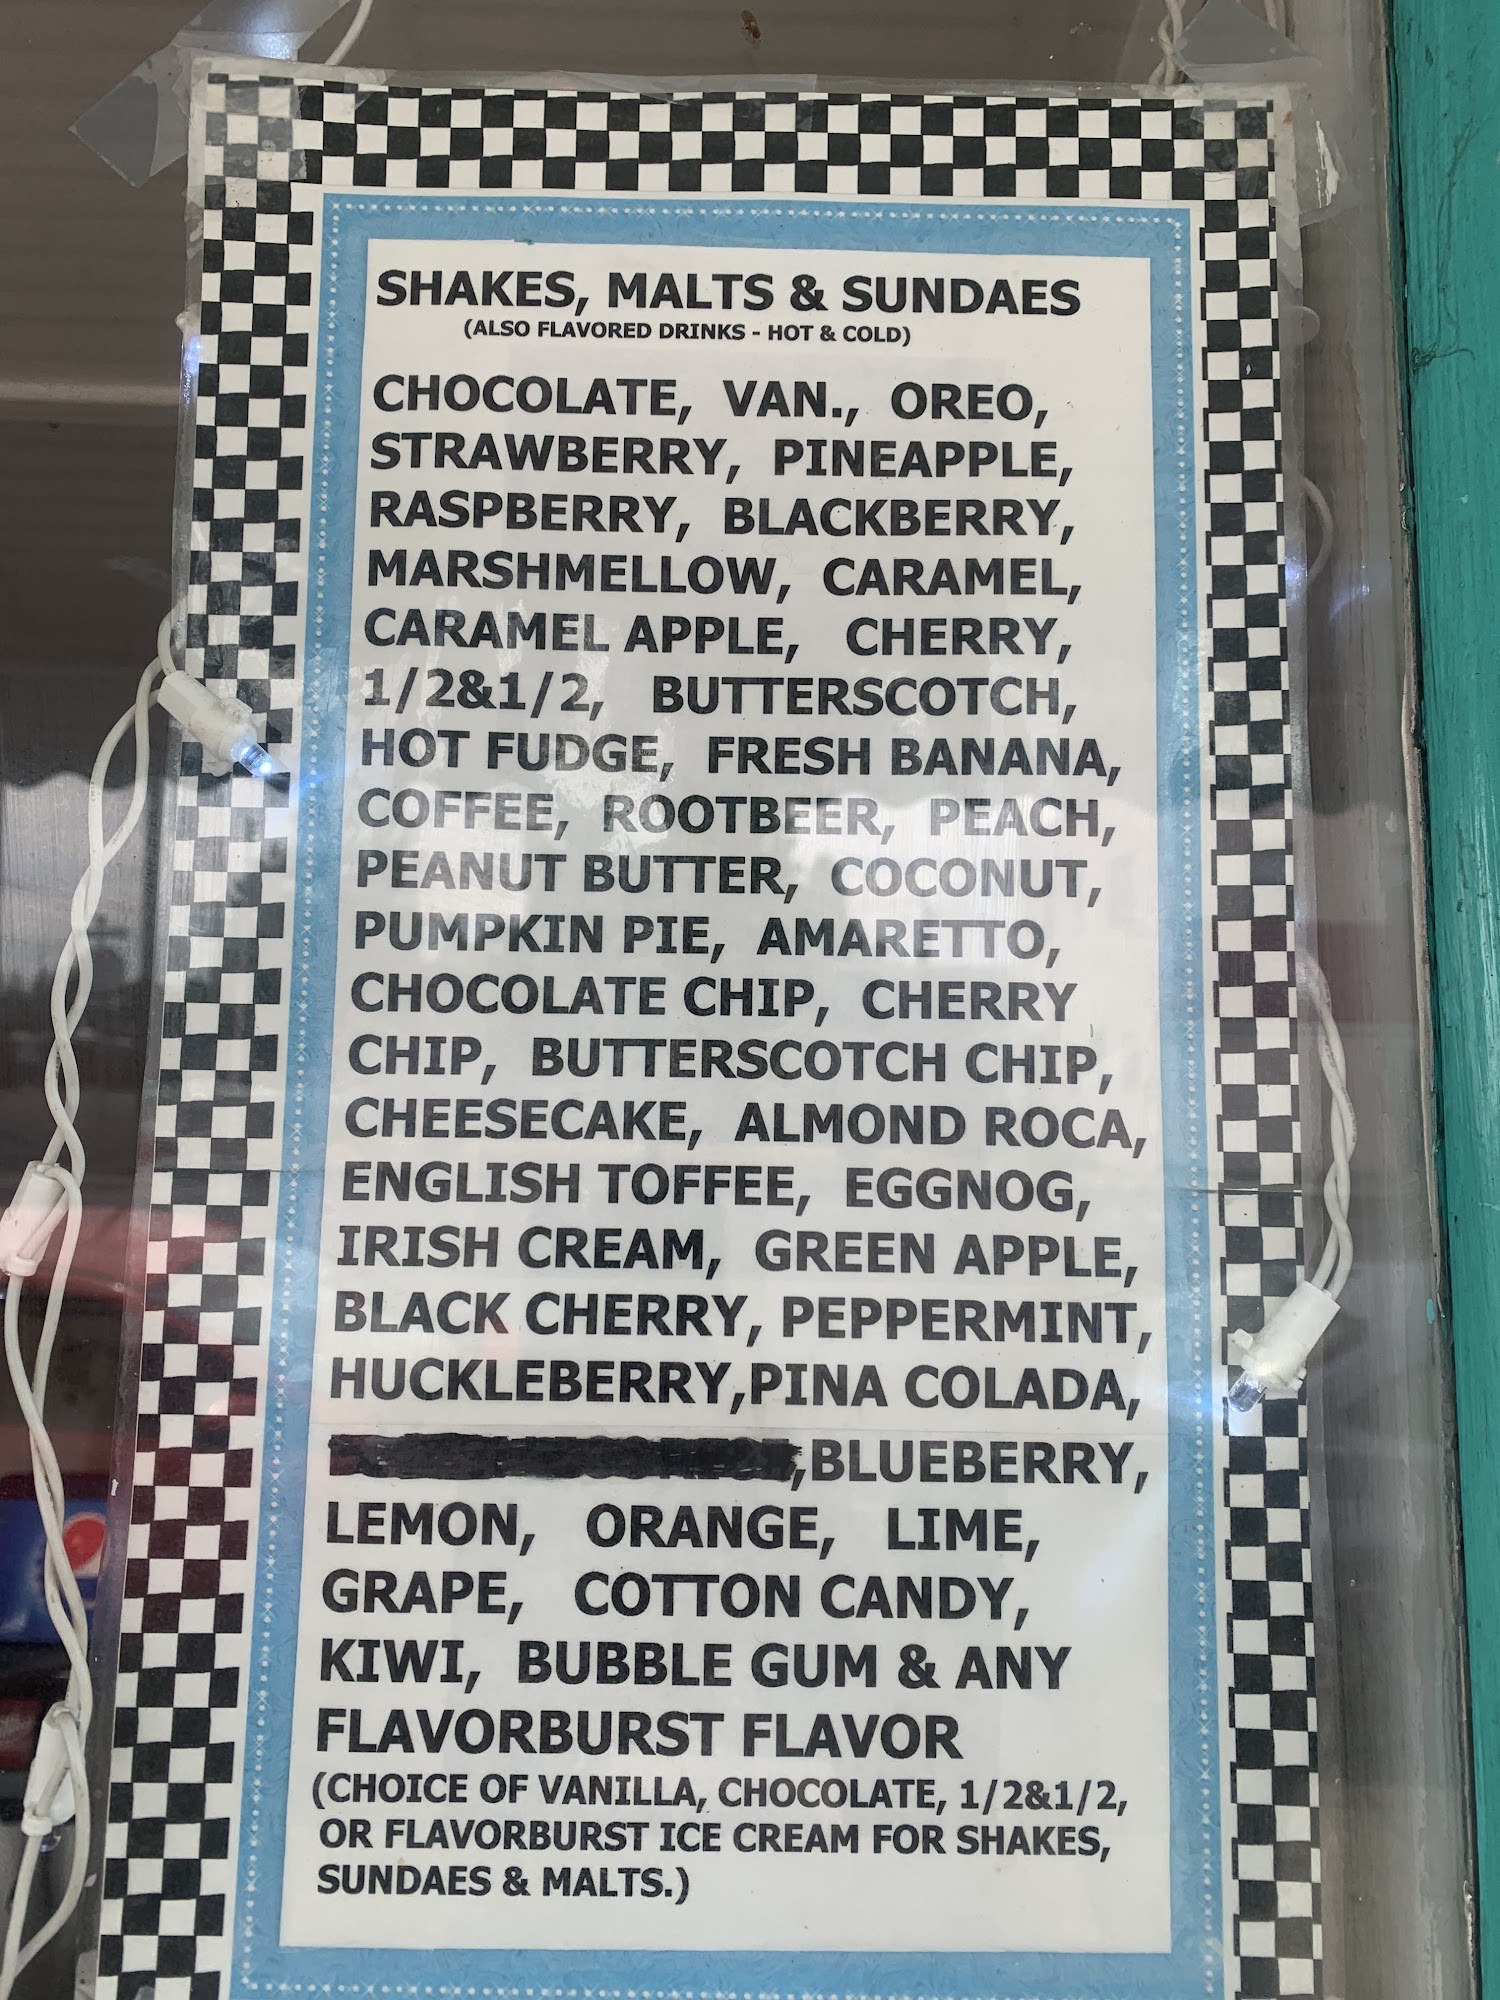 SHAKES, MALTS & SUNDAES
(ALSO FLAVORED DRINKS - HOT & COLD)
CHOCOLATE, VAN., OREO,
STRAWBERRY, PINEAPPLE,
RASPBERRY, BLACKBERRY,
MARSHMELLOW, CARAMEL,
CARAMEL APPLE, CHERRY,
1/2&1/2, BUTTERSCOTCH,
HOT FUDGE, FRESH BANANA,
COFFEE, ROOTBEER, PEACH,
PEANUT BUTTER, COCONUT,
PUMPKIN PIE, AMARETTO,
CHOCOLATE CHIP, CHERRY
CHIP, BUTTERSCOTCH CHIP,
CHEESECAKE, ALMOND ROCA,
ENGLISH TOFFEE, EGGNOG,
IRISH CREAM, GREEN APPLE,
BLACK CHERRY, PEPPERMINT,
HUCKLEBERRY,PINA COLADA,
,BLUEBERRY,
LEMON, ORANGE, LIME,
GRAPE, COTTON CANDY,
KIWI, BUBBLE GUM & ANY
FLAVORBURST FLAVOR
(CHOICE OF VANILLA, CHOCOLATE, 1/2&1/2,
OR FLAVORBURST ICE CREAM FOR SHAKES,
SUNDAES & MALTS.)